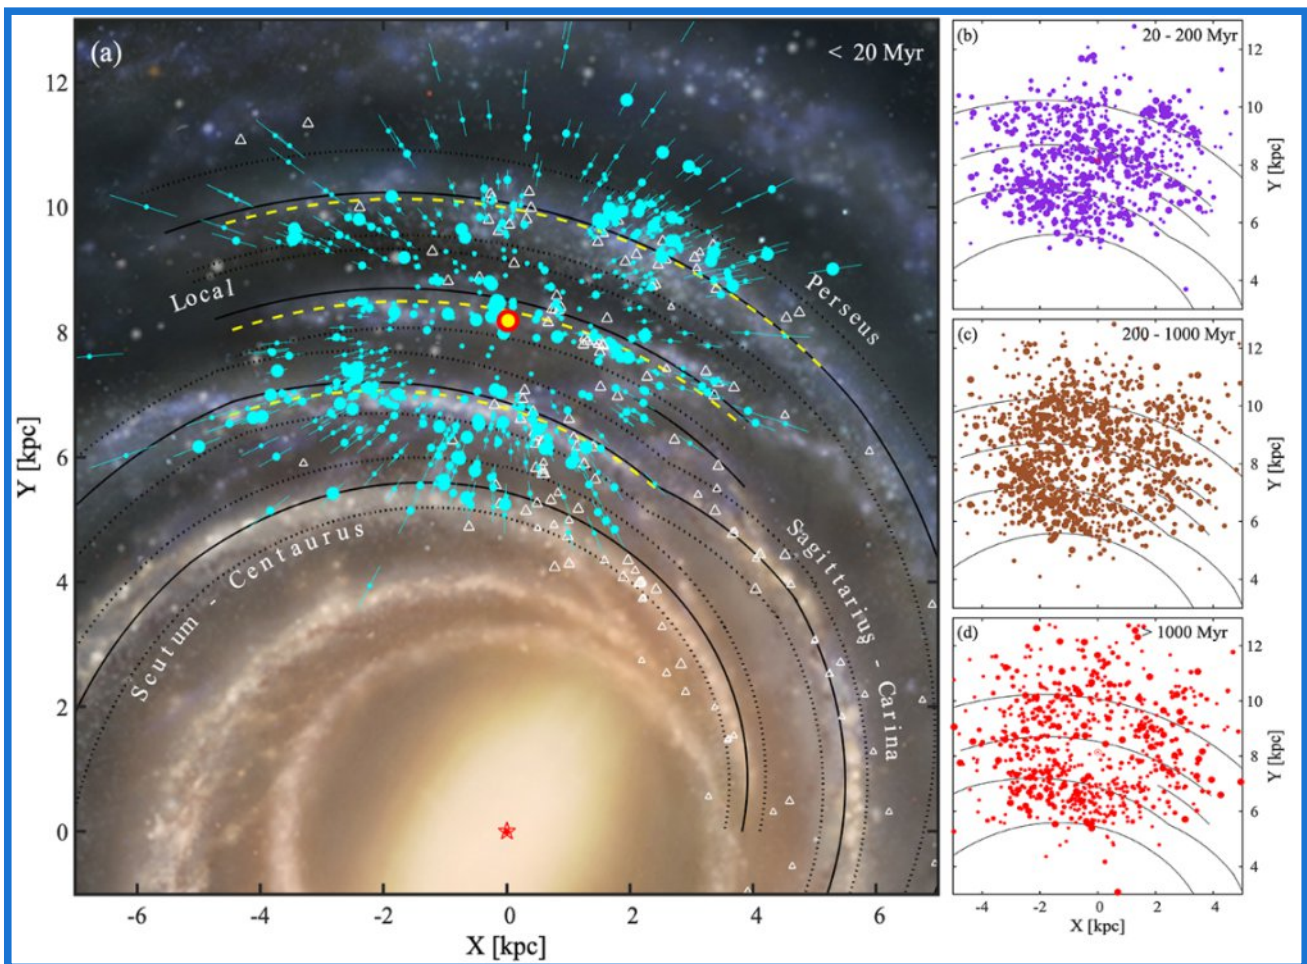 (a)
< 20 Myr
12
10
8
6
4
2
0
Y [kpc]
-6
-4
-2
0
2
4
6
X [kpc]
Local
Perseus
Scutum - Centaurus
Sagittarius - Carina
(b)
20 - 200 Myr
12
10
8
6
4
Y [kpc]
(c)
200 - 1000 Myr
12
10
8
6
4
Y [kpc]
(d)
> 1000 Myr
12
10
8
6
4
Y [kpc]
-4
-2
0
2
4
X [kpc]